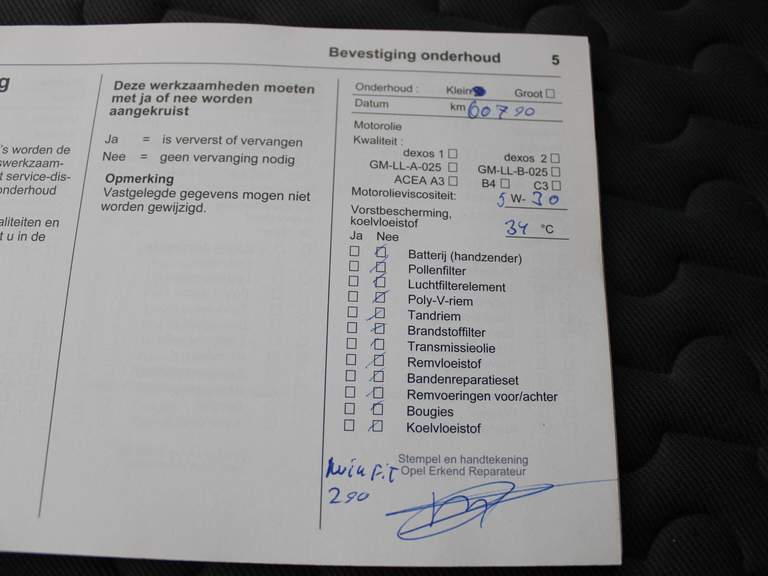 Bevestiging onderhoud 5
g
's worden de
swerkzaam-
t service-dis-
onderhoud
aliteiten en
t u in de
Deze werkzaamheden moeten
met ja of nee worden
aangekruist
Ja = is ververst of vervangen
Nee = geen vervanging nodig
Opmerking
Vastgelegde gegevens mogen niet
worden gewijzigd.
Onderhoud : Klein Groot ☐
Datum km 60790
Motorolie
Kwaliteit :
dexos 1 ☐ dexos 2 ☐
GM-LL-A-025 ☐ GM-LL-B-025 ☐
ACEA A3 ☐ B4 ☐ C3 ☐
Motorolieviscositeit: 5 W- 30
Vorstbescherming,
koelvloeistof 34 °C
Ja Nee
Batterij (handzender)
Pollenfilter
Luchtfilterelement
Poly-V-riem
Tandriem
Brandstoffilter
Transmissieolie
Remvloeistof
Bandenreparatieset
Remvoeringen voor/achter
Bougies
Koelvloeistof
Stempel en handtekening
Opel Erkend Reparateur
290